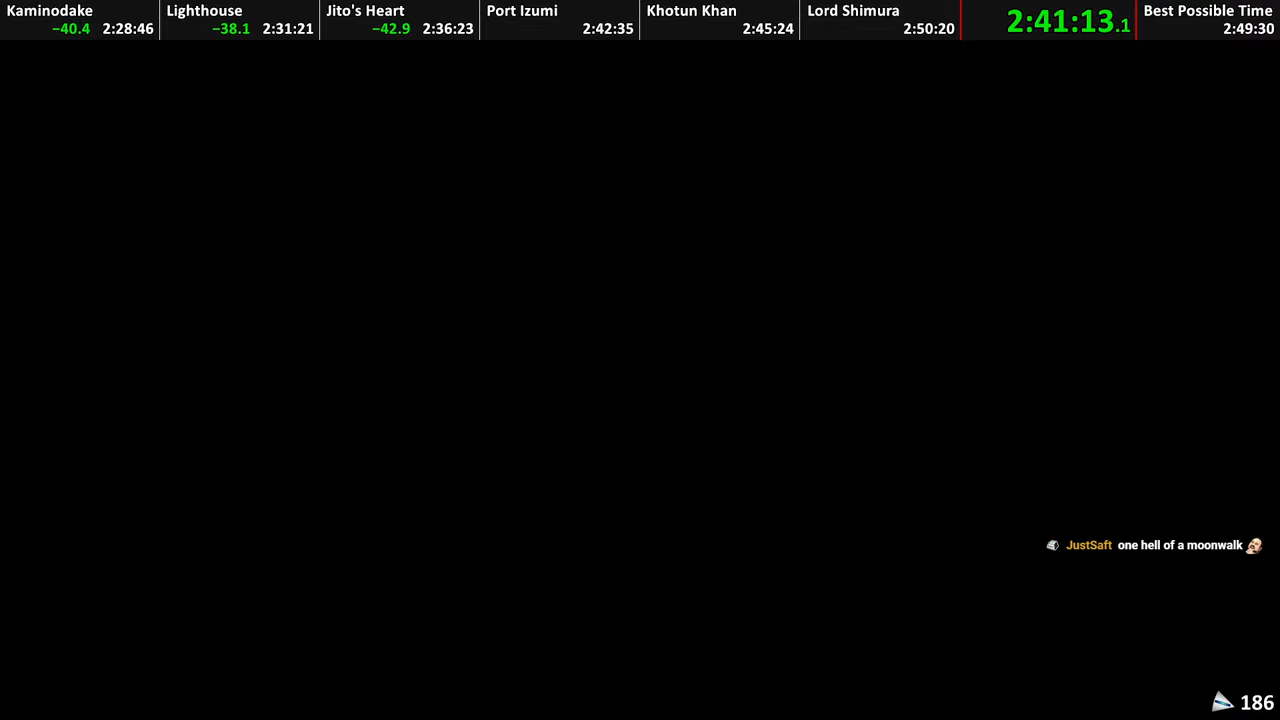 Kaminodake
−40.4 2:28:46
Lighthouse
−38.1 2:31:21
Jito's Heart
−42.9 2:36:23
Port Izumi
2:42:35
Khotun Khan
2:45:24
Lord Shimura
2:50:20
2:41:13.1
Best Possible Time
2:49:30
JustSaft one hell of a moonwalk
186